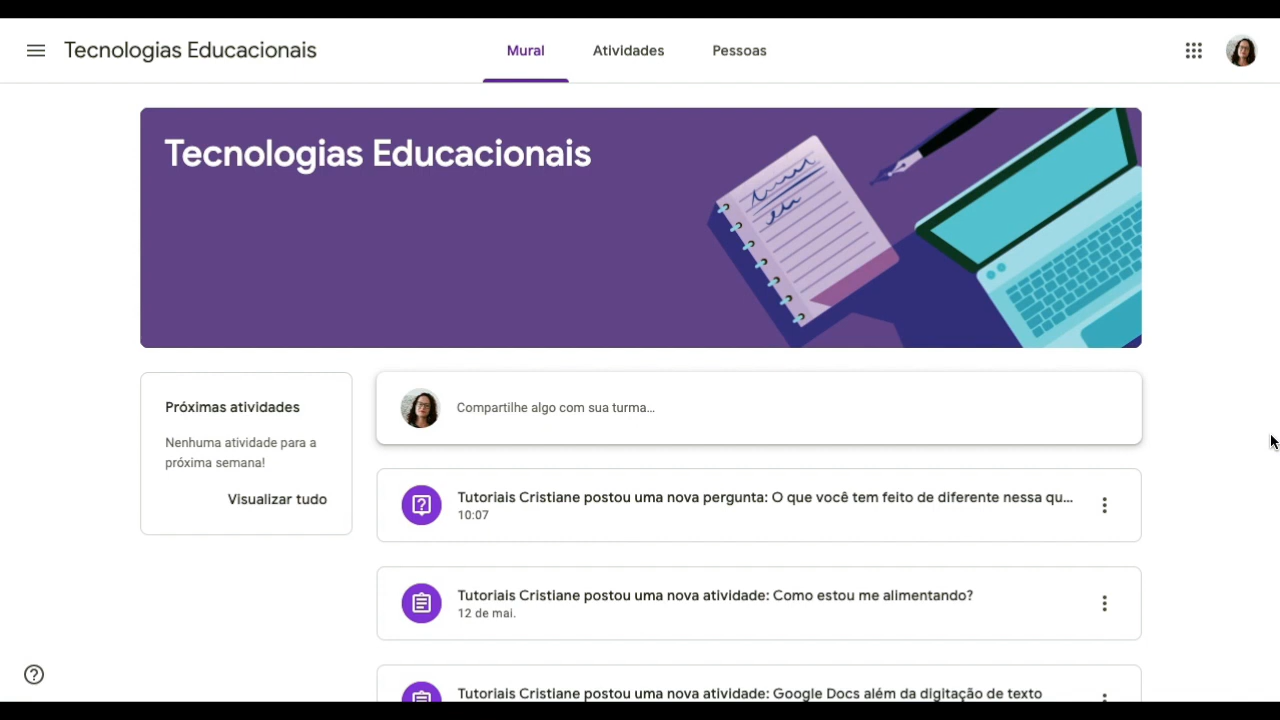 Tecnologias Educacionais
Mural
Atividades
Pessoas
Tecnologias Educacionais
Próximas atividades
Nenhuma atividade para a
próxima semana!
Visualizar tudo
Compartilhe algo com sua turma...
Tutoriais Cristiane postou uma nova pergunta: O que você tem feito de diferente nessa qu...
10:07
Tutoriais Cristiane postou uma nova atividade: Como estou me alimentando?
12 de mai.
Tutoriais Cristiane postou uma nova atividade: Google Docs além da digitação de texto